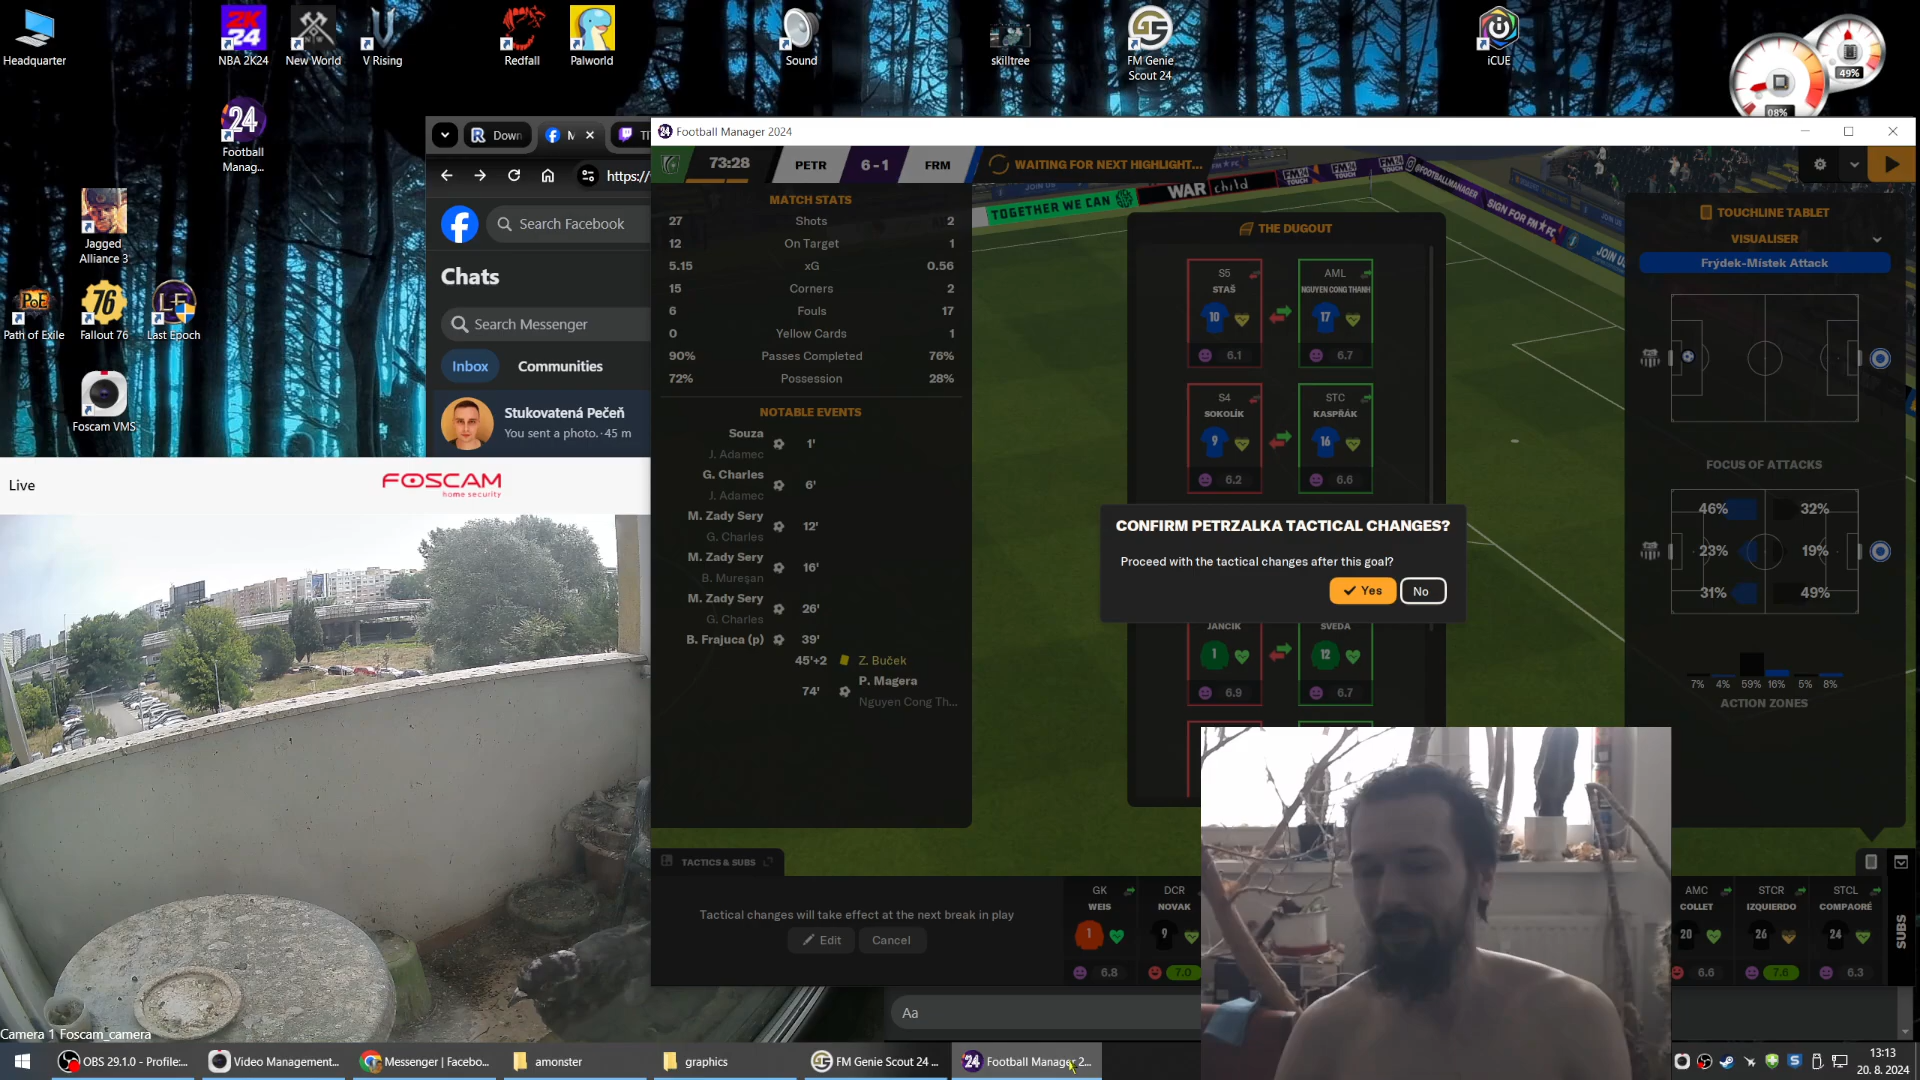 Headquarter
NBA 2K24
New World
V Rising
Redfall
Palworld
Sound
skilltree
FM Genie
Scout 24
iCUE
49%
08%
Football
Manag...
Jagged
Alliance 3
Path of Exile
Fallout 76
Last Epoch
Foscam VMS
Down
https://
Search Facebook
Chats
Search Messenger
Inbox
Communities
Stukovatená Pečeň
You sent a photo. · 45 m
Live
FOSCAM
home security
Camera 1 Foscam_camera
Football Manager 2024
73:28
PETR
6 - 1
FRM
WAITING FOR NEXT HIGHLIGHT...
TOGETHER WE CAN
WAR child
SIGN FOR
@FOOTBALLMANAGER
JOIN US
MATCH STATS
27 Shots 2
12 On Target 1
5.15 xG 0.56
15 Corners 2
6 Fouls 17
0 Yellow Cards 1
90% Passes Completed 76%
72% Possession 28%
NOTABLE EVENTS
Souza 1'
J. Adamec
G. Charles 6'
J. Adamec
M. Zady Sery 12'
G. Charles
M. Zady Sery 16'
B. Mureşan
M. Zady Sery 26'
G. Charles
B. Frajuca (p) 39'
45'+2 Z. Buček
74' P. Magera
Nguyen Cong Th...
THE DUGOUT
S5 AML
STAŠ NGUYEN CONG THANH
10 17
6.1 6.7
S4 STC
SOKOLÍK KASPŘÁK
9 16
6.2 6.6
CONFIRM PETRZALKA TACTICAL CHANGES?
Proceed with the tactical changes after this goal?
Yes
No
JANČÍK ŠVEDA
1 12
6.9 6.7
TOUCHLINE TABLET
VISUALISER
Frýdek-Místek Attack
FOCUS OF ATTACKS
46% 32%
23% 19%
31% 49%
7% 4% 59% 16% 5% 8%
ACTION ZONES
TACTICS & SUBS
Tactical changes will take effect at the next break in play
Edit
Cancel
GK DCR
WEIS NOVAK
1 9
6.8 7.0
AMC STCR STCL
COLLET IZQUIERDO COMPAORÉ
20 26 24
6.6 7.6 6.3
SUBS
Aa
OBS 29.1.0 - Profile:...
Video Management...
Messenger | Facebo...
amonster
graphics
FM Genie Scout 24 ...
Football Manager 2...
13:13
20. 8. 2024